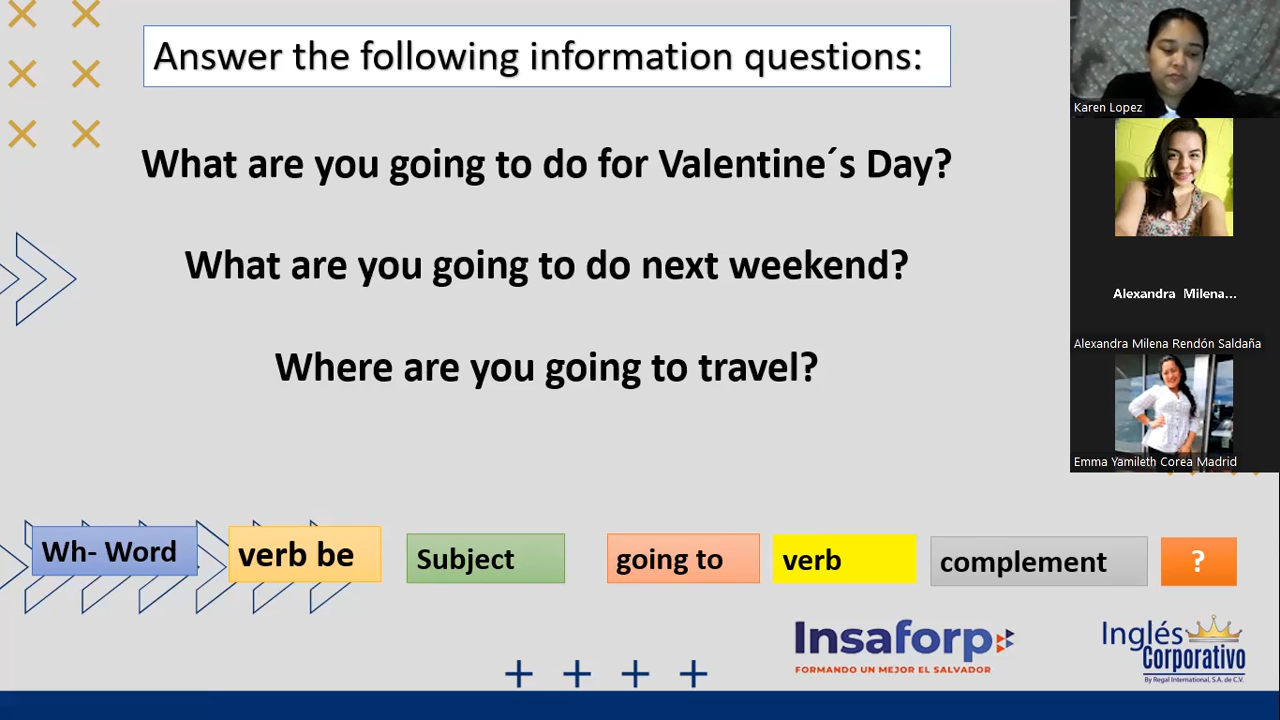 Answer the following information questions:
What are you going to do for Valentine´s Day?
What are you going to do next weekend?
Where are you going to travel?
Wh- Word
verb be
Subject
going to
verb
complement
?
Insaforp
FORMANDO UN MEJOR EL SALVADOR
Inglés
Corporativo
By Regal International, S.A. de C.V.
Karen Lopez
Alexandra Milena...
Alexandra Milena Rendón Saldaña
Emma Yamileth Corea Madrid